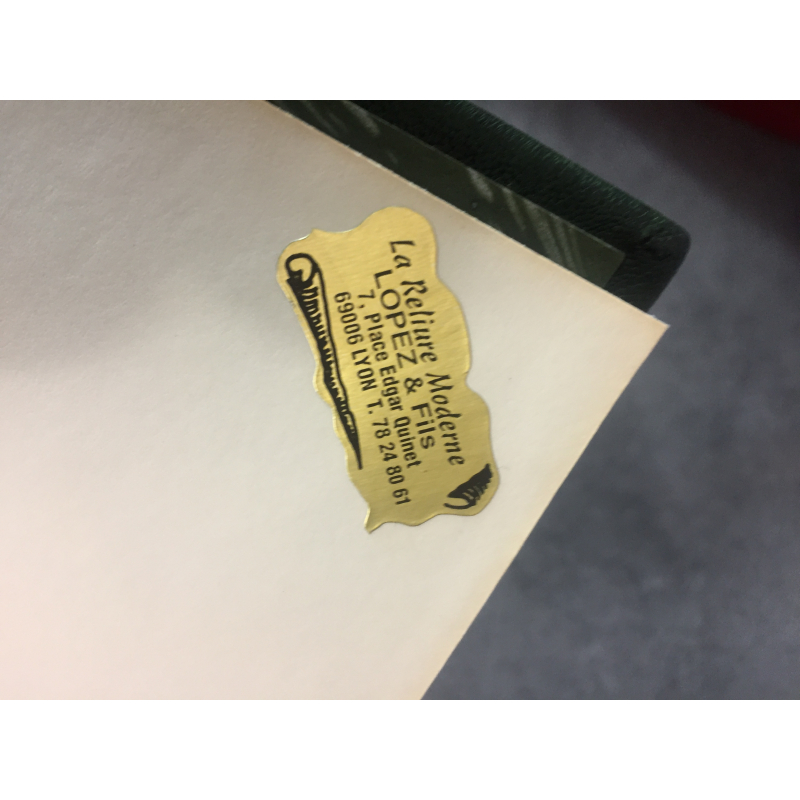 La Reliure Moderne
LOPEZ & Fils
7, Place Edgar Quinet
69006 LYON T. 78 24 80 61